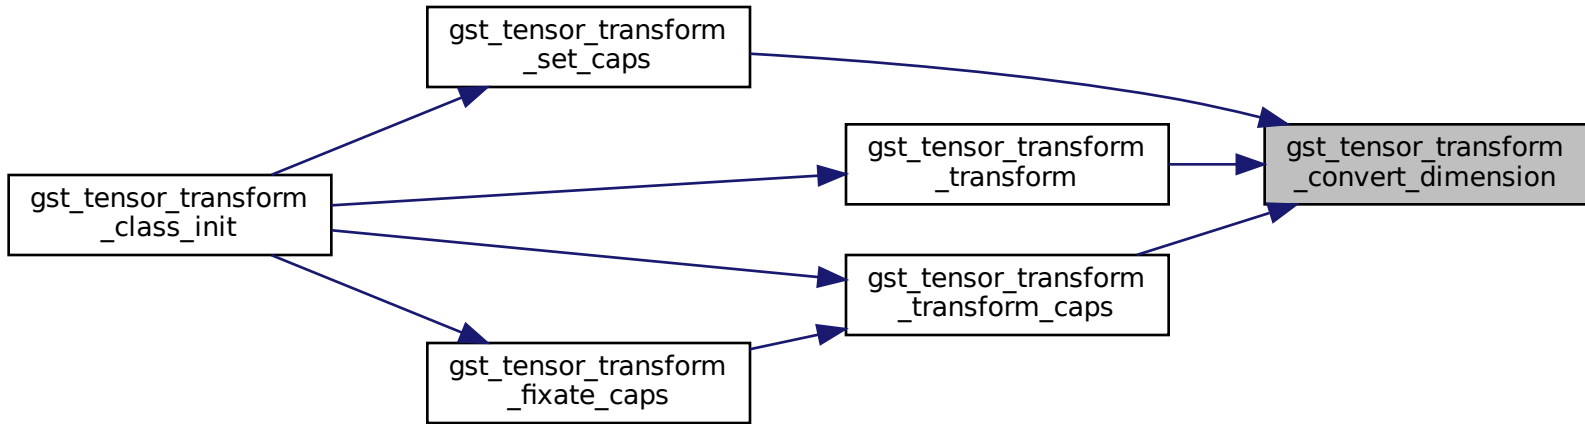 gst_tensor_transform
_set_caps
gst_tensor_transform
_transform
gst_tensor_transform
_convert_dimension
gst_tensor_transform
_class_init
gst_tensor_transform
_transform_caps
gst_tensor_transform
_fixate_caps